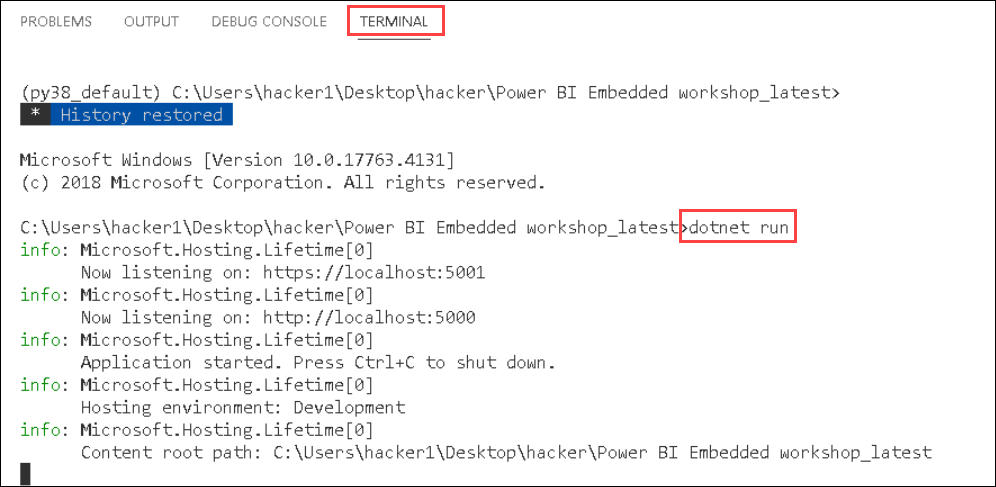 PROBLEMS OUTPUT DEBUG CONSOLE TERMINAL
(py38_default) C:\Users\hacker1\Desktop\hacker\Power BI Embedded workshop_latest>
* History restored
Microsoft Windows [Version 10.0.17763.4131]
(c) 2018 Microsoft Corporation. All rights reserved.
C:\Users\hacker1\Desktop\hacker\Power BI Embedded workshop_latest>dotnet run
info: Microsoft.Hosting.Lifetime[0]
Now listening on: https://localhost:5001
info: Microsoft.Hosting.Lifetime[0]
Now listening on: http://localhost:5000
info: Microsoft.Hosting.Lifetime[0]
Application started. Press Ctrl+C to shut down.
info: Microsoft.Hosting.Lifetime[0]
Hosting environment: Development
info: Microsoft.Hosting.Lifetime[0]
Content root path: C:\Users\hacker1\Desktop\hacker\Power BI Embedded workshop_latest